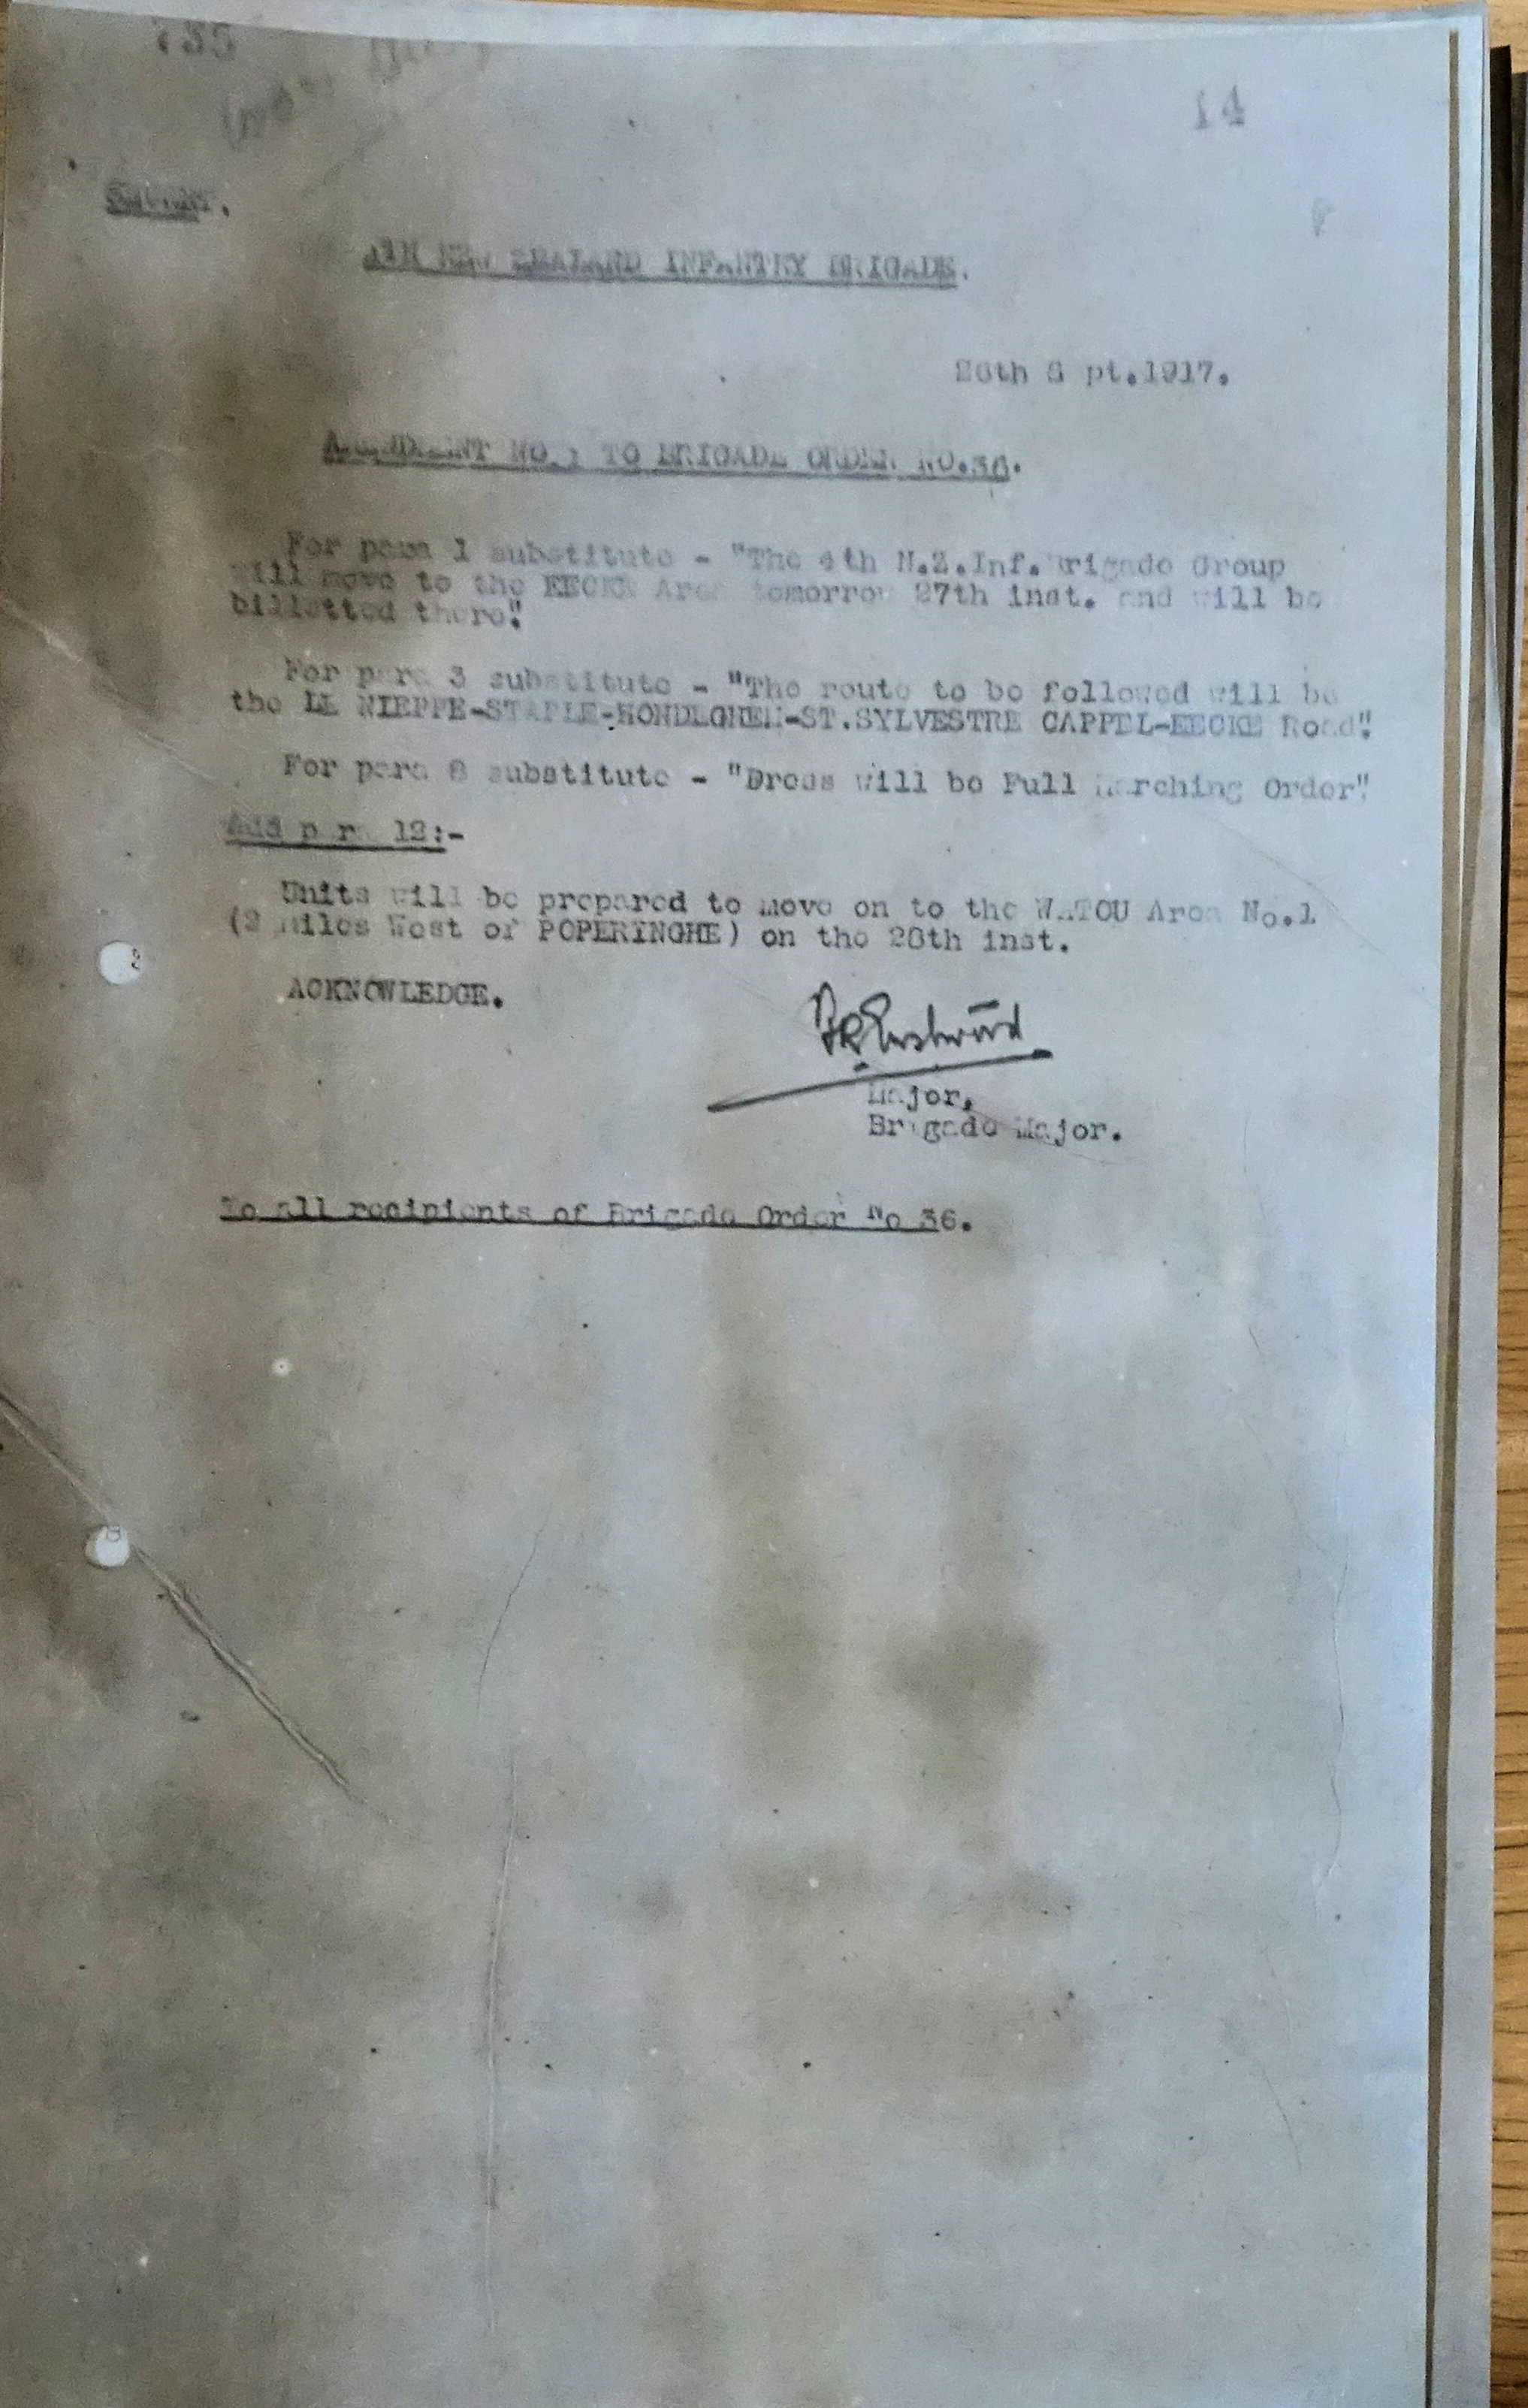 14
SECRET.
4TH NEW ZEALAND INFANTRY BRIGADE.
26th S pt.1917.
AMENDMENT NO.1 TO BRIGADE ORDER NO.36.
For para 1 substitute - "The 4th N.Z.Inf.Brigade Group
will move to the EECKE Area tomorrow 27th inst. and will be
billetted there".
For para 3 substitute - "The route to be followed will be
the LE NIEPPE-STAPLE-HONDEGHEM-ST.SYLVESTRE CAPPEL-EECKE Road".
For para 8 substitute - "Dress will be Full Marching Order".
Add para 12:-
Units will be prepared to move on to the WATOU Area No.1
( miles West of POPERINGHE) on the 28th inst.
ACKNOWLEDGE.
Major,
Brigade Major.
To all recipients of Brigade Order No 36.